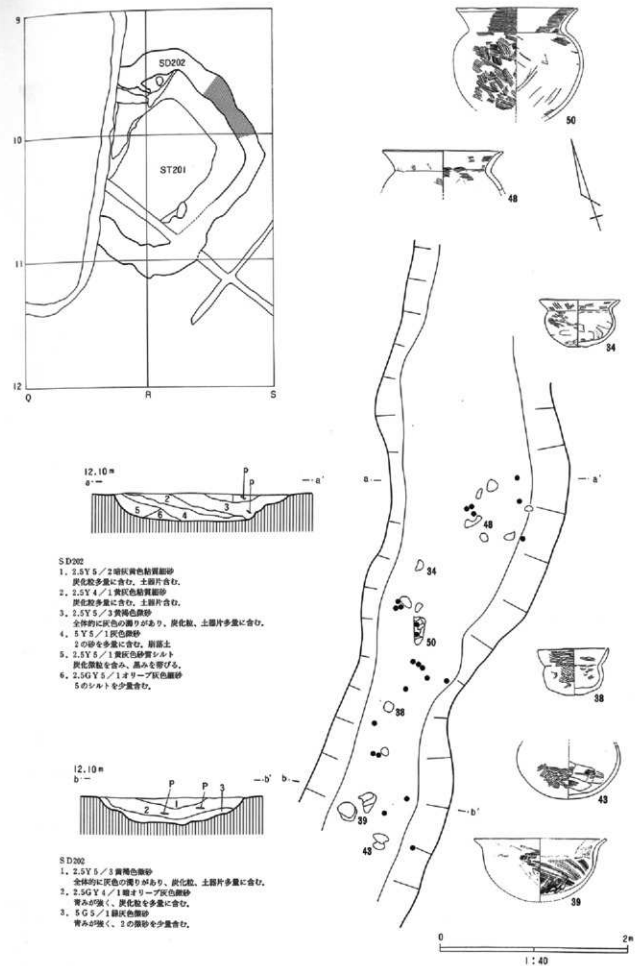 9
SD202
10
ST201
11
12
Q
R
S
50
48
34
12.10m
a
a'
P
P
2
3
5
6
4
SD202
1. 2.5Y5/2暗灰黄色粘質細砂
炭化粒多量に含む。土器片含む。
2. 2.5Y4/1黄灰色粘質細砂
炭化粒多量に含む。土器片含む。
3. 2.5Y5/3黄褐色微砂
全体的に灰色の濁りがあり、炭化粒、土器片多量に含む。
4. 5Y5/1灰色微砂
2の砂を多量に含む。崩落土
5. 2.5Y5/1黄灰色砂質シルト
炭化微粒を含み、黒みを帯びる。
6. 2.5GY5/1オリーブ灰色細砂
5のシルトを少量含む。
a
a'
48
34
50
38
38
43
12.10m
b
b'
b
b'
P
P
3
1
2
39
43
39
SD202
1. 2.5Y5/3黄褐色微砂
全体的に灰色の濁りがあり、炭化粒、土器片多量に含む。
2. 2.5GY4/1暗オリーブ灰色微砂
青みが強く、炭化粒を多量に含む。
3. 5G5/1緑灰色微砂
青みが強く、2の微砂を少量含む。
0
2m
1:40